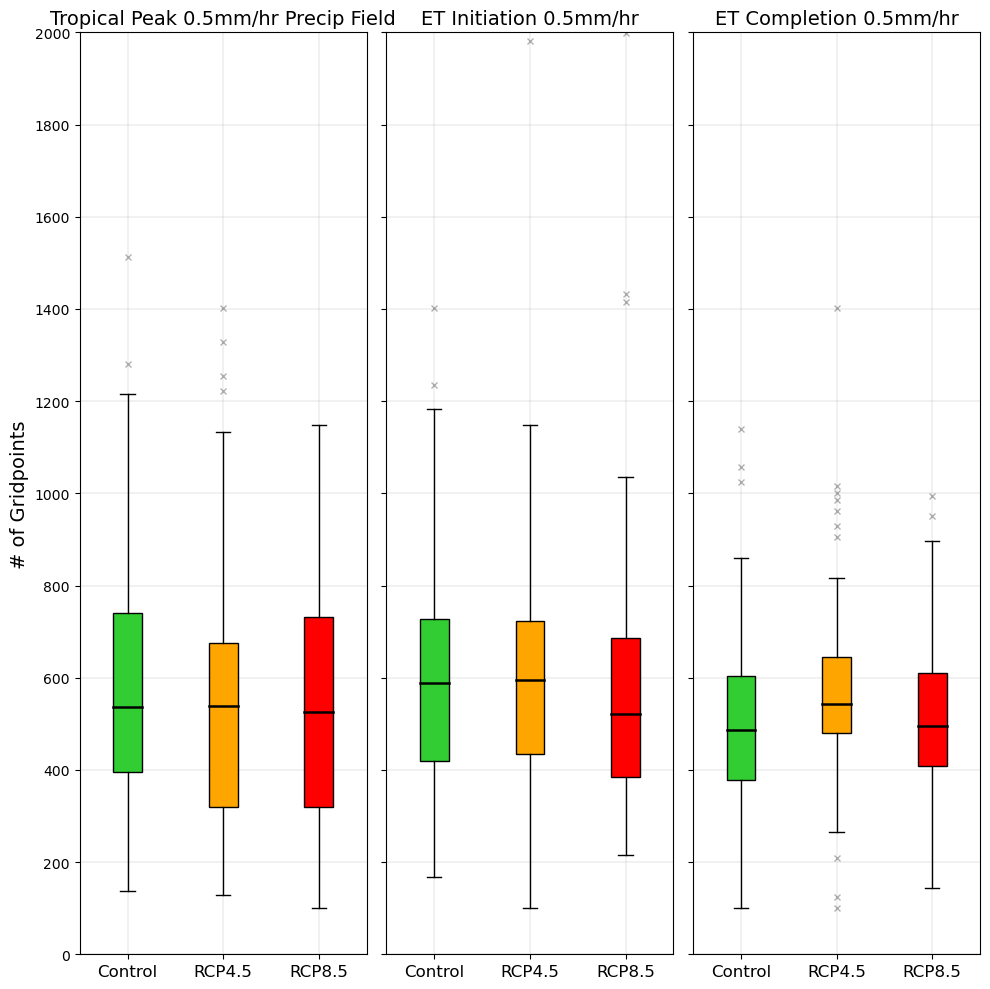 Tropical Peak 0.5mm/hr Precip Field
ET Initiation 0.5mm/hr
ET Completion 0.5mm/hr
# of Gridpoints
2000
1800
1600
1400
1200
1000
800
600
400
200
0
Control RCP4.5 RCP8.5
Control RCP4.5 RCP8.5
Control RCP4.5 RCP8.5